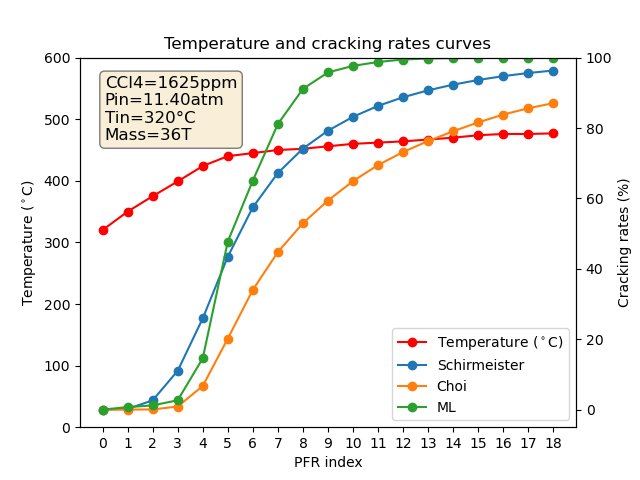 Temperature and cracking rates curves
CCl4=1625ppm
Pin=11.40atm
Tin=320°C
Mass=36T
600
500
400
300
200
100
0
Temperature (°C)
100
80
60
40
20
0
Cracking rates (%)
Temperature (°C)
Schirmeister
Choi
ML
0 1 2 3 4 5 6 7 8 9 10 11 12 13 14 15 16 17 18
PFR index